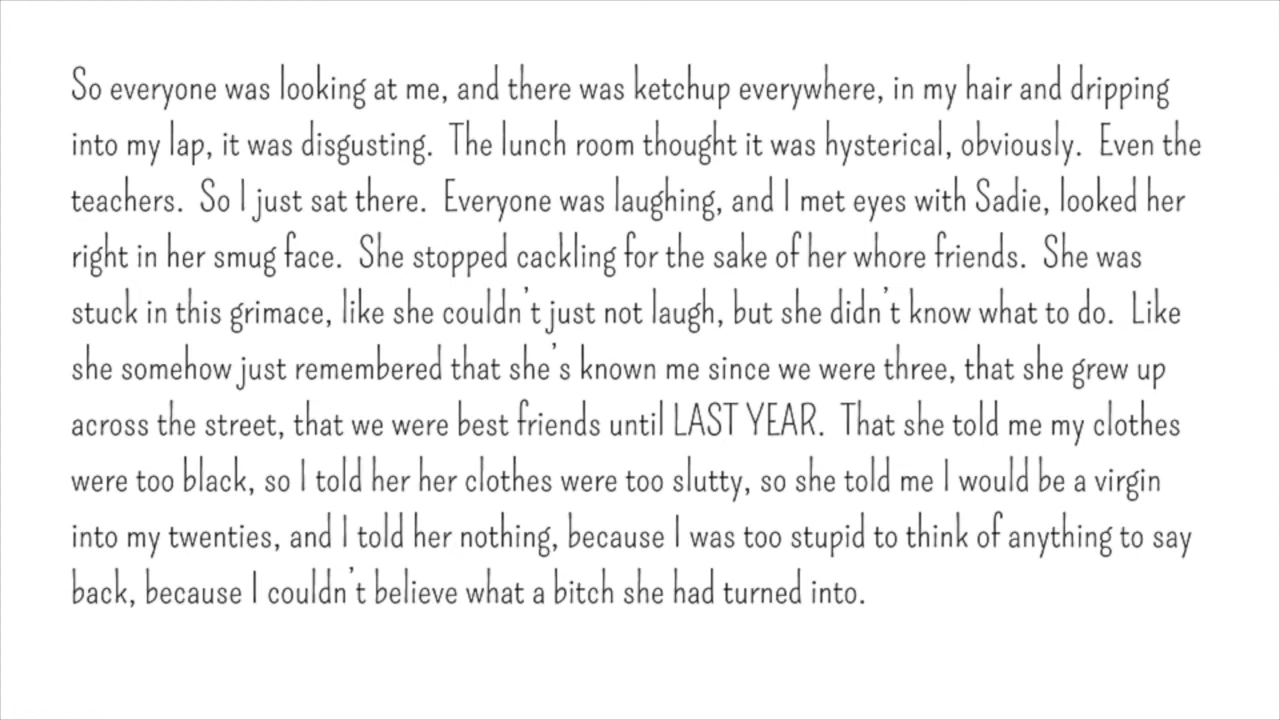 So everyone was looking at me, and there was ketchup everywhere, in my hair and dripping
into my lap, it was disgusting.  The lunch room thought it was hysterical, obviously.  Even the
teachers.  So I just sat there.  Everyone was laughing, and I met eyes with Sadie, looked her
right in her smug face.  She stopped cackling for the sake of her whore friends.  She was
stuck in this grimace, like she couldn't just not laugh, but she didn't know what to do.  Like
she somehow just remembered that she's known me since we were three, that she grew up
across the street, that we were best friends until LAST YEAR.  That she told me my clothes
were too black, so I told her her clothes were too slutty, so she told me I would be a virgin
into my twenties, and I told her nothing, because I was too stupid to think of anything to say
back, because I couldn't believe what a bitch she had turned into.